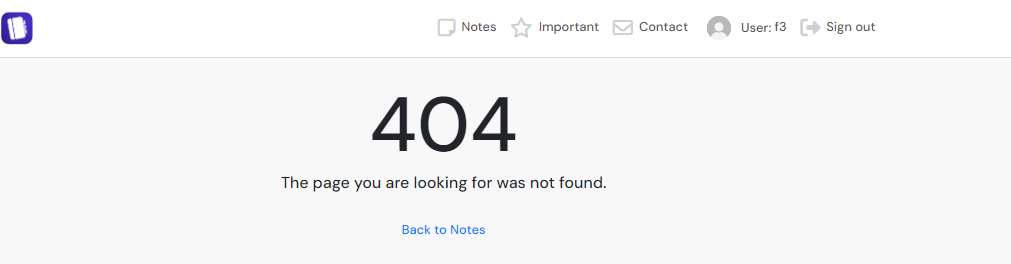 Notes Important Contact User: f3 Sign out
404
The page you are looking for was not found.
Back to Notes